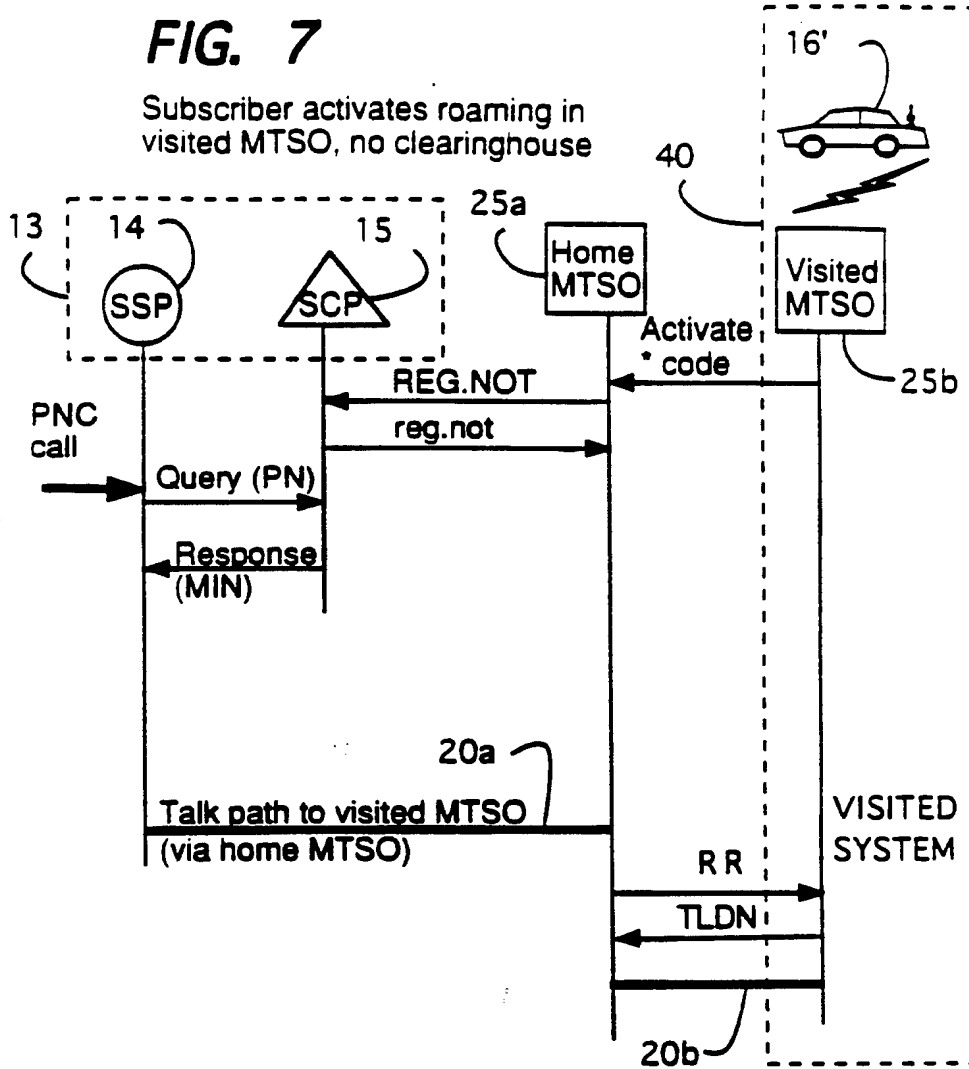 FIG. 7
Subscriber activates roaming in
visited MTSO, no clearinghouse
16'
40
13
14
15
25a
SSP
SCP
Home
MTSO
Visited
MTSO
25b
Activate
* code
REG.NOT
reg.not
PNC
call
Query (PN)
Response
(MIN)
20a
Talk path to visited MTSO
(via home MTSO)
VISITED
SYSTEM
RR
TLDN
20b